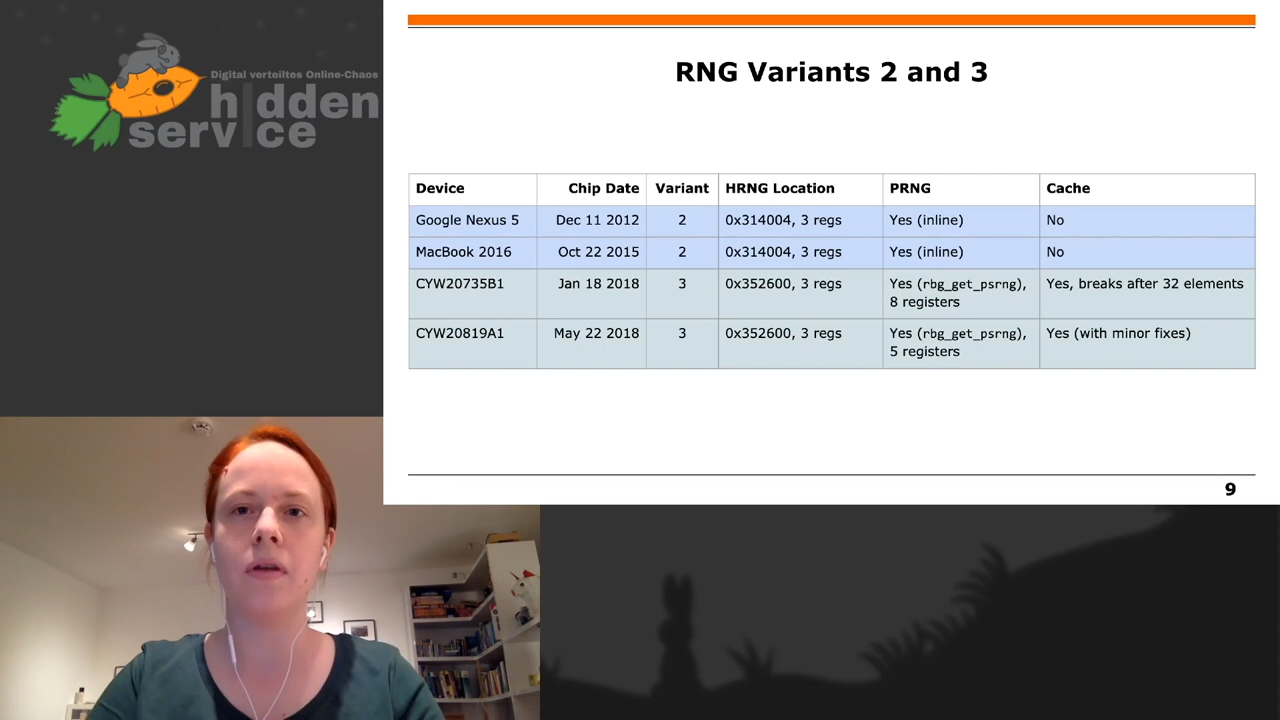 Digital verteiltes Online-Chaos
h|dden
serv|ce
RNG Variants 2 and 3
Device Chip Date Variant HRNG Location PRNG Cache
Google Nexus 5 Dec 11 2012 2 0x314004, 3 regs Yes (inline) No
MacBook 2016 Oct 22 2015 2 0x314004, 3 regs Yes (inline) No
CYW20735B1 Jan 18 2018 3 0x352600, 3 regs Yes (rbg_get_psrng), Yes, breaks after 32 elements
8 registers
CYW20819A1 May 22 2018 3 0x352600, 3 regs Yes (rbg_get_psrng), Yes (with minor fixes)
5 registers
9